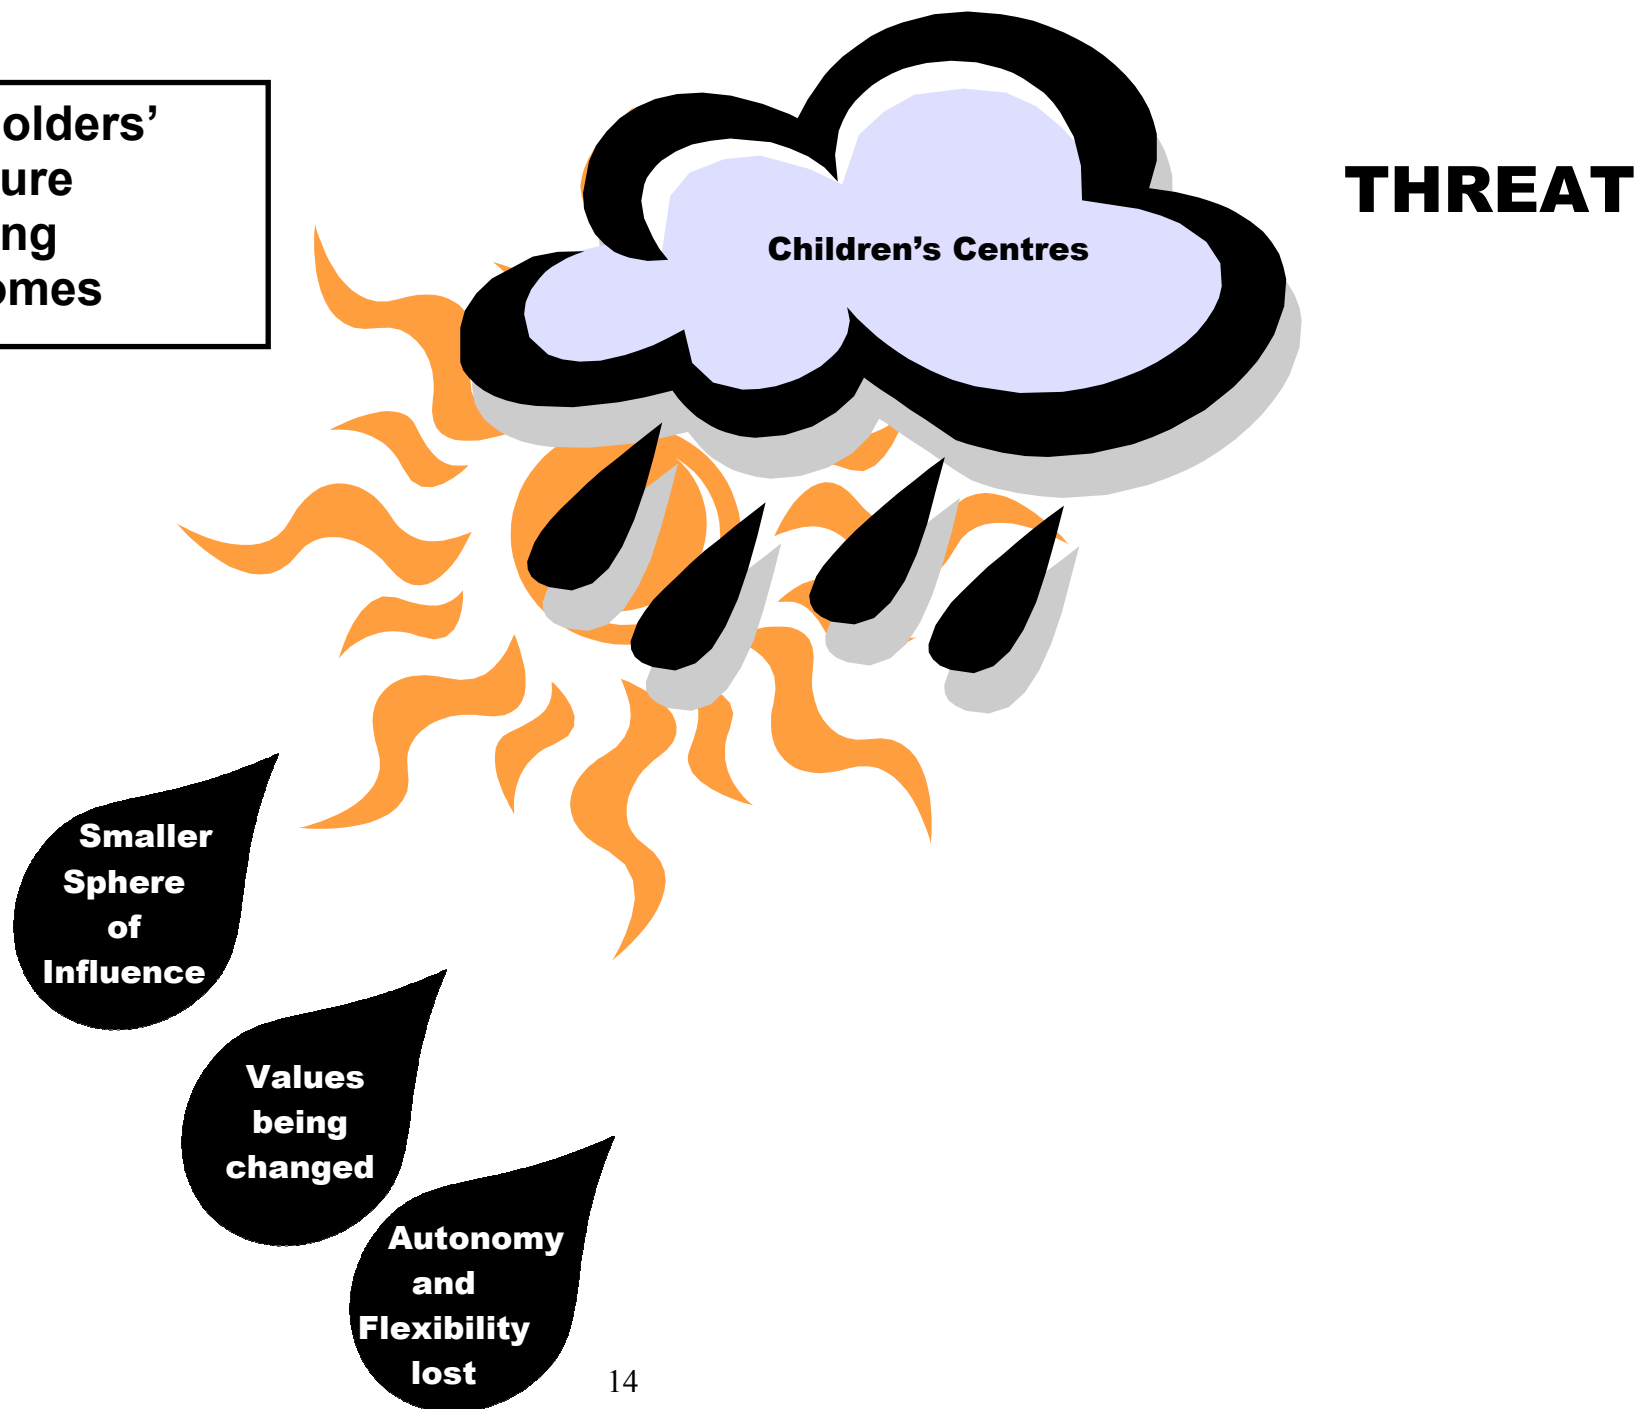 olders’
ure
ng
omes
THREAT
Children’s Centres
Smaller
Sphere
of
Influence
Values
being
changed
Autonomy
and
Flexibility
lost
14